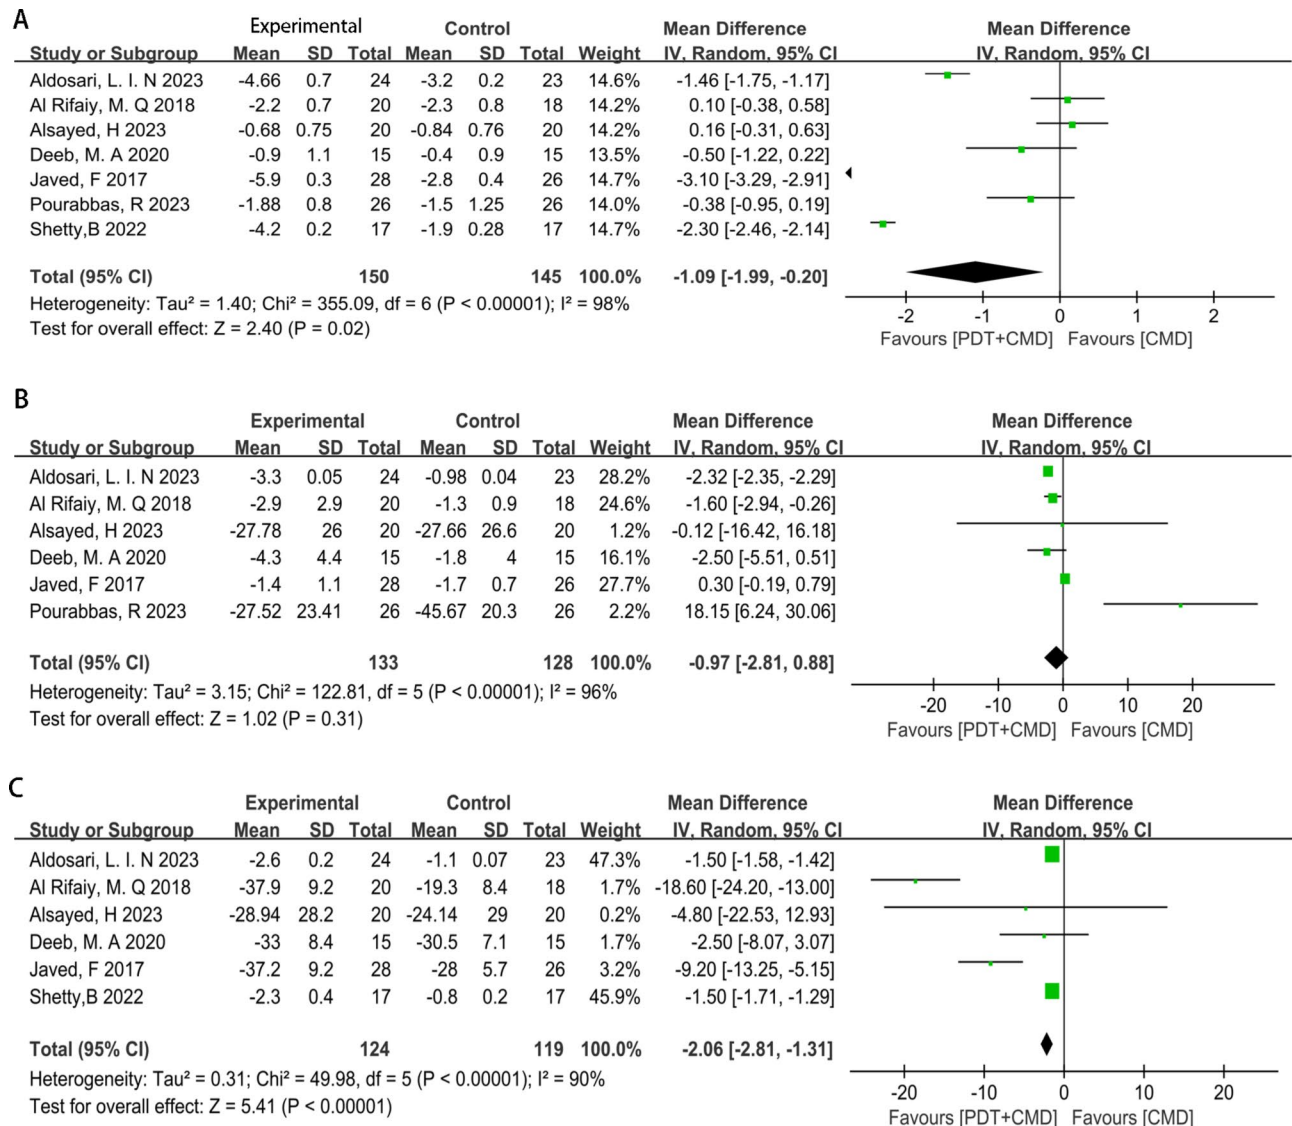 A
Experimental Control Mean Difference Mean Difference
Study or Subgroup Mean SD Total Mean SD Total Weight IV, Random, 95% CI IV, Random, 95% CI
Aldosari, L. I. N 2023 -4.66 0.7 24 -3.2 0.2 23 14.6% -1.46 [-1.75, -1.17]
Al Rifaiy, M. Q 2018 -2.2 0.7 20 -2.3 0.8 18 14.2% 0.10 [-0.38, 0.58]
Alsayed, H 2023 -0.68 0.75 20 -0.84 0.76 20 14.2% 0.16 [-0.31, 0.63]
Deeb, M. A 2020 -0.9 1.1 15 -0.4 0.9 15 13.5% -0.50 [-1.22, 0.22]
Javed, F 2017 -5.9 0.3 28 -2.8 0.4 26 14.7% -3.10 [-3.29, -2.91]
Pourabbas, R 2023 -1.88 0.8 26 -1.5 1.25 26 14.0% -0.38 [-0.95, 0.19]
Shetty,B 2022 -4.2 0.2 17 -1.9 0.28 17 14.7% -2.30 [-2.46, -2.14]
Total (95% CI) 150 145 100.0% -1.09 [-1.99, -0.20]
Heterogeneity: Tau² = 1.40; Chi² = 355.09, df = 6 (P < 0.00001); I² = 98%
Test for overall effect: Z = 2.40 (P = 0.02)
-2 -1 0 1 2
Favours [PDT+CMD] Favours [CMD]
B
Experimental Control Mean Difference Mean Difference
Study or Subgroup Mean SD Total Mean SD Total Weight IV, Random, 95% CI IV, Random, 95% CI
Aldosari, L. I. N 2023 -3.3 0.05 24 -0.98 0.04 23 28.2% -2.32 [-2.35, -2.29]
Al Rifaiy, M. Q 2018 -2.9 2.9 20 -1.3 0.9 18 24.6% -1.60 [-2.94, -0.26]
Alsayed, H 2023 -27.78 26 20 -27.66 26.6 20 1.2% -0.12 [-16.42, 16.18]
Deeb, M. A 2020 -4.3 4.4 15 -1.8 4 15 16.1% -2.50 [-5.51, 0.51]
Javed, F 2017 -1.4 1.1 28 -1.7 0.7 26 27.7% 0.30 [-0.19, 0.79]
Pourabbas, R 2023 -27.52 23.41 26 -45.67 20.3 26 2.2% 18.15 [6.24, 30.06]
Total (95% CI) 133 128 100.0% -0.97 [-2.81, 0.88]
Heterogeneity: Tau² = 3.15; Chi² = 122.81, df = 5 (P < 0.00001); I² = 96%
Test for overall effect: Z = 1.02 (P = 0.31)
-20 -10 0 10 20
Favours [PDT+CMD] Favours [CMD]
C
Experimental Control Mean Difference Mean Difference
Study or Subgroup Mean SD Total Mean SD Total Weight IV, Random, 95% CI IV, Random, 95% CI
Aldosari, L. I. N 2023 -2.6 0.2 24 -1.1 0.07 23 47.3% -1.50 [-1.58, -1.42]
Al Rifaiy, M. Q 2018 -37.9 9.2 20 -19.3 8.4 18 1.7% -18.60 [-24.20, -13.00]
Alsayed, H 2023 -28.94 28.2 20 -24.14 29 20 0.2% -4.80 [-22.53, 12.93]
Deeb, M. A 2020 -33 8.4 15 -30.5 7.1 15 1.7% -2.50 [-8.07, 3.07]
Javed, F 2017 -37.2 9.2 28 -28 5.7 26 3.2% -9.20 [-13.25, -5.15]
Shetty,B 2022 -2.3 0.4 17 -0.8 0.2 17 45.9% -1.50 [-1.71, -1.29]
Total (95% CI) 124 119 100.0% -2.06 [-2.81, -1.31]
Heterogeneity: Tau² = 0.31; Chi² = 49.98, df = 5 (P < 0.00001); I² = 90%
Test for overall effect: Z = 5.41 (P < 0.00001)
-20 -10 0 10 20
Favours [PDT+CMD] Favours [CMD]